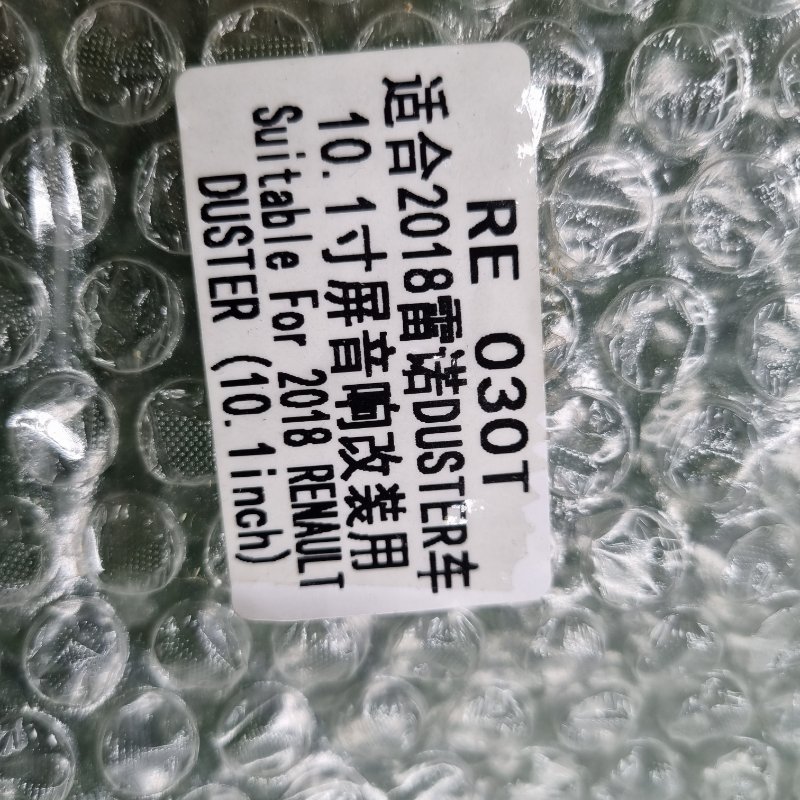 RE 030T
适合2018雷诺DUSTER车
10.1寸屏音响改装用
Suitable For 2018 RENAULT
DUSTER (10.1inch)